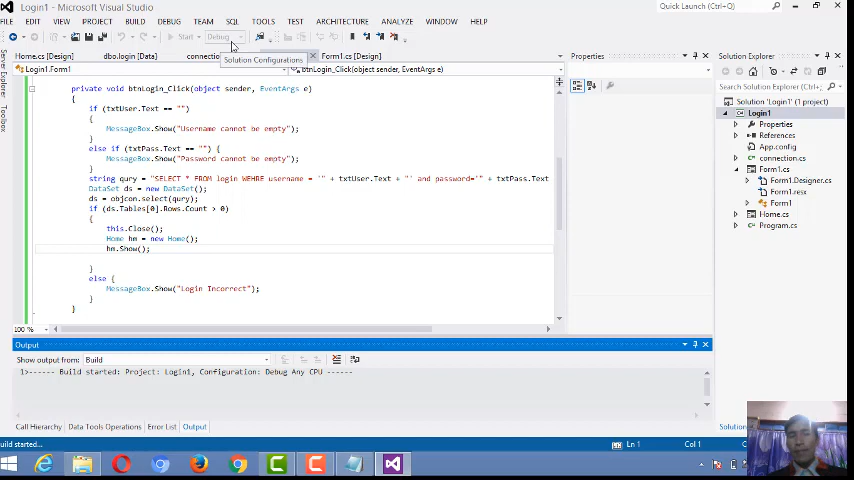 Login1 - Microsoft Visual Studio
Quick Launch (Ctrl+Q)
FILE EDIT VIEW PROJECT BUILD DEBUG TEAM SQL TOOLS TEST ARCHITECTURE ANALYZE WINDOW HELP
Start Debug
Home.cs [Design] dbo.login [Data] connection Form1.cs [Design]
Solution Configurations
Properties
Solution Explorer
Login1.Form1 btnLogin_Click(object sender, EventArgs e)
Search Solution Explorer (Ctrl+
Server Explorer
Toolbox
private void btnLogin_Click(object sender, EventArgs e)
{
if (txtUser.Text == "")
{
MessageBox.Show("Username cannot be empty");
}
else if (txtPass.Text == "") {
MessageBox.Show("Password cannot be empty");
}
string qury = "SELECT * FROM login WEHRE username = '" + txtUser.Text + "' and password='" + txtPass.Text
DataSet ds = new DataSet();
ds = objcon.select(qury);
if (ds.Tables[0].Rows.Count > 0)
{
this.Close();
Home hm = new Home();
hm.Show();
}
else {
MessageBox.Show("Login Incorrect");
}
}
100 %
Solution 'Login1' (1 project)
Login1
Properties
References
App.config
connection.cs
Form1.cs
Form1.Designer.cs
Form1.resx
Form1
Home.cs
Program.cs
Output
Show output from: Build
1>------ Build started: Project: Login1, Configuration: Debug Any CPU ------
Call Hierarchy Data Tools Operations Error List Output
Solution
uild started... Ln 1 Col 1